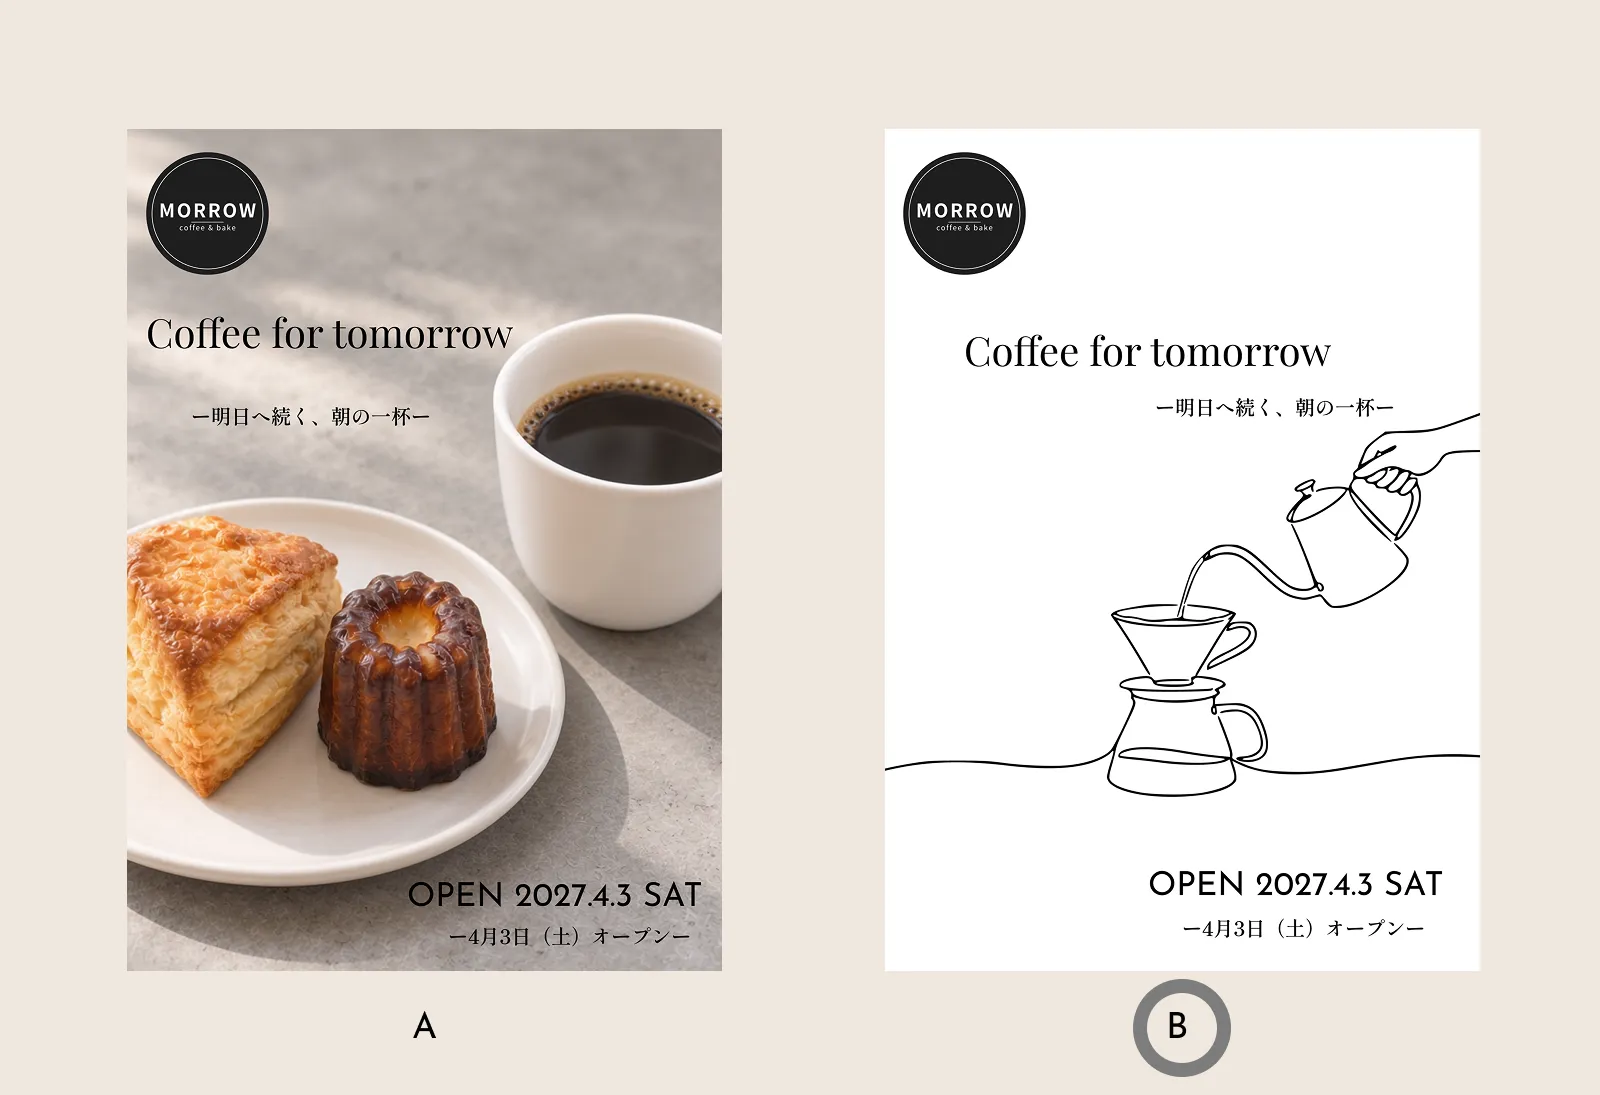 MORROW
coffee & bake
Coffee for tomorrow
ー明日へ続く、朝の一杯ー
OPEN 2027.4.3 SAT
ー4月3日（土）オープンー
A
MORROW
coffee & bake
Coffee for tomorrow
ー明日へ続く、朝の一杯ー
OPEN 2027.4.3 SAT
ー4月3日（土）オープンー
B